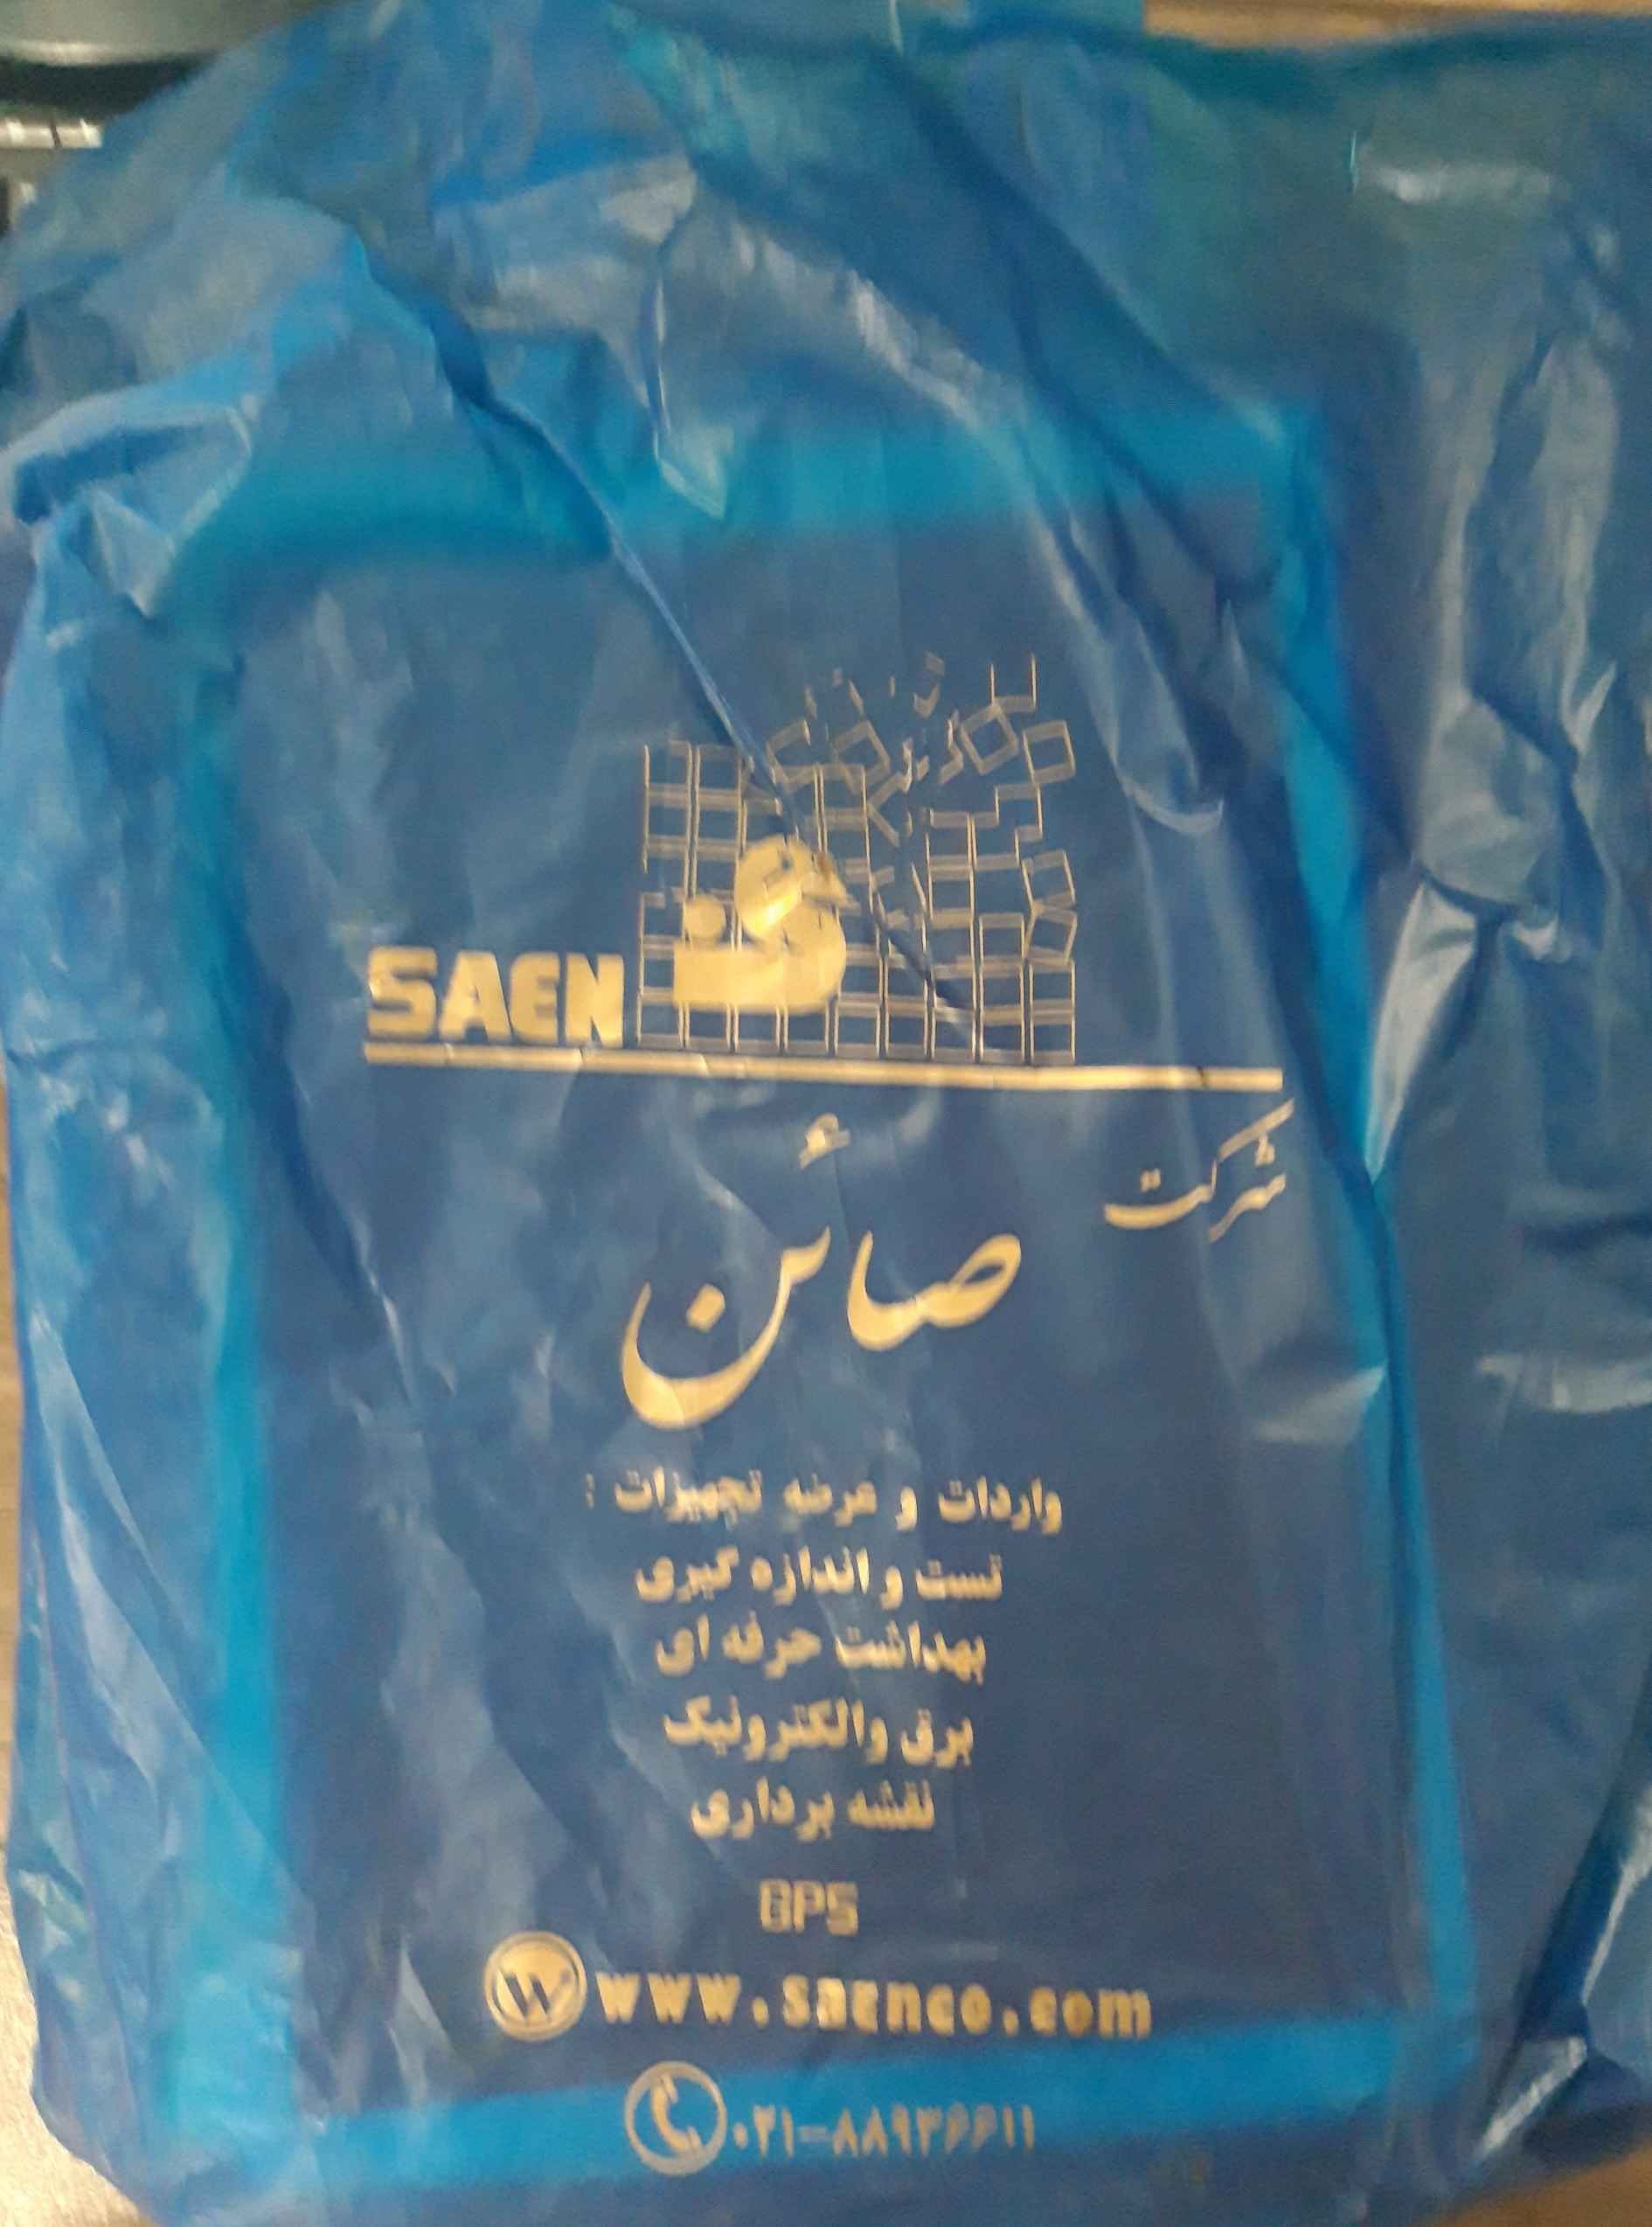 SAEN
شرکت
صائن
واردات و عرضه تجهیزات :
تست و اندازه گیری
بهداشت حرفه ای
برق والکترونیک
نقشه برداری
GPS
www.saenco.com
۰۲۱-۸۸۹۳۶۶۱۱